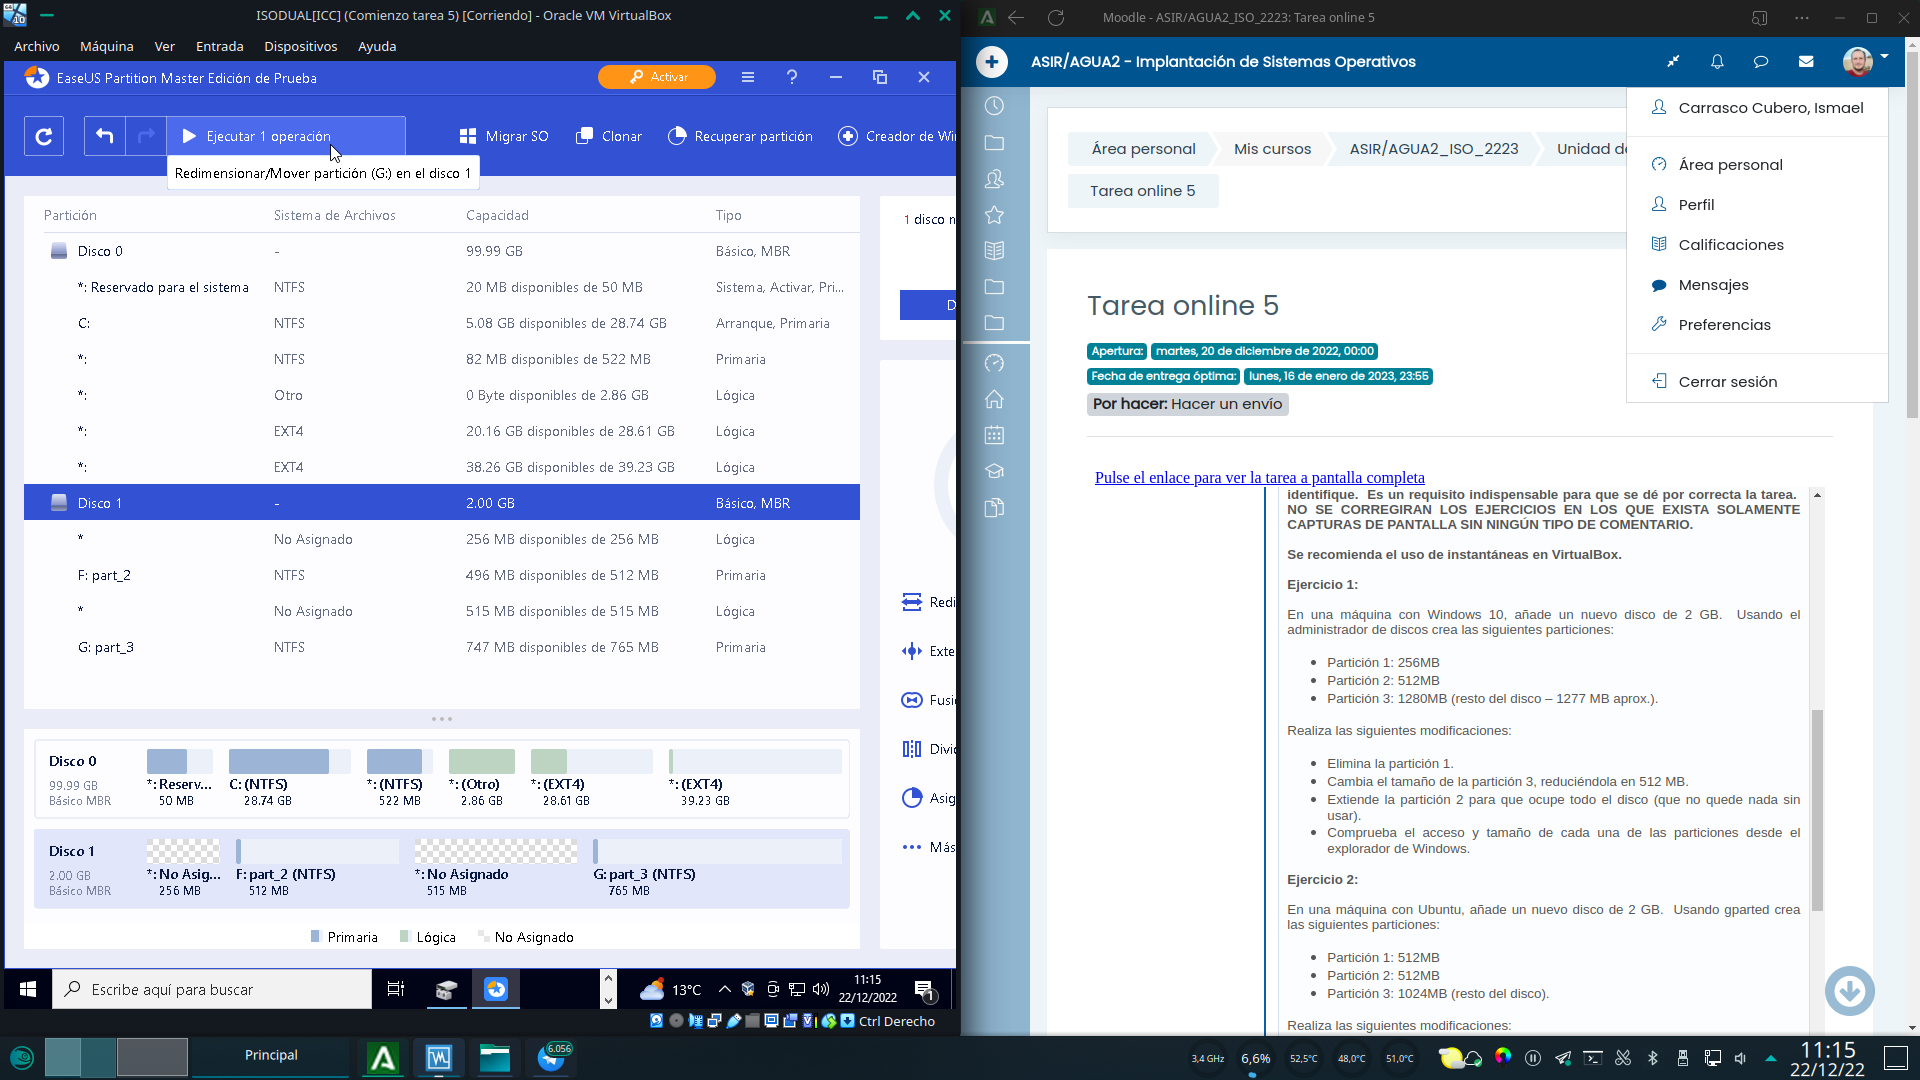 ISODUAL[ICC] (Comienzo tarea 5) [Corriendo] - Oracle VM VirtualBox
Archivo Máquina Ver Entrada Dispositivos Ayuda
EaseUS Partition Master Edición de Prueba
Activar
Ejecutar 1 operación
Migrar SO
Clonar
Recuperar partición
Creador de Wi
Redimensionar/Mover partición (G:) en el disco 1
Partición Sistema de Archivos Capacidad Tipo
Disco 0 - 99.99 GB Básico, MBR
*: Reservado para el sistema NTFS 20 MB disponibles de 50 MB Sistema, Activar, Pri...
C: NTFS 5.08 GB disponibles de 28.74 GB Arranque, Primaria
*: NTFS 82 MB disponibles de 522 MB Primaria
*: Otro 0 Byte disponibles de 2.86 GB Lógica
*: EXT4 20.16 GB disponibles de 28.61 GB Lógica
*: EXT4 38.26 GB disponibles de 39.23 GB Lógica
Disco 1 - 2.00 GB Básico, MBR
* No Asignado 256 MB disponibles de 256 MB Lógica
F: part_2 NTFS 496 MB disponibles de 512 MB Primaria
* No Asignado 515 MB disponibles de 515 MB Lógica
G: part_3 NTFS 747 MB disponibles de 765 MB Primaria
1 disco n
D
Redi
Exte
Fusi
Divid
Asig
Más
Disco 0
99.99 GB
Básico MBR
*: Reserv... C: (NTFS) *: (NTFS) *: (Otro) *: (EXT4) *: (EXT4)
50 MB 28.74 GB 522 MB 2.86 GB 28.61 GB 39.23 GB
Disco 1
2.00 GB
Básico MBR
*: No Asig... F: part_2 (NTFS) *: No Asignado G: part_3 (NTFS)
256 MB 512 MB 515 MB 765 MB
Primaria Lógica No Asignado
Escribe aquí para buscar
13°C
11:15
22/12/2022
1
Ctrl Derecho
Moodle - ASIR/AGUA2_ISO_2223: Tarea online 5
ASIR/AGUA2 - Implantación de Sistemas Operativos
Área personal
Mis cursos
ASIR/AGUA2_ISO_2223
Unidad de
Tarea online 5
Carrasco Cubero, Ismael
Área personal
Perfil
Calificaciones
Mensajes
Preferencias
Cerrar sesión
Tarea online 5
Apertura: martes, 20 de diciembre de 2022, 00:00
Fecha de entrega óptima: lunes, 16 de enero de 2023, 23:55
Por hacer: Hacer un envío
Pulse el enlace para ver la tarea a pantalla completa
identifique. Es un requisito indispensable para que se dé por correcta la tarea.
NO SE CORREGIRAN LOS EJERCICIOS EN LOS QUE EXISTA SOLAMENTE
CAPTURAS DE PANTALLA SIN NINGÚN TIPO DE COMENTARIO.
Se recomienda el uso de instantáneas en VirtualBox.
Ejercicio 1:
En una máquina con Windows 10, añade un nuevo disco de 2 GB. Usando el
administrador de discos crea las siguientes particiones:
• Partición 1: 256MB
• Partición 2: 512MB
• Partición 3: 1280MB (resto del disco – 1277 MB aprox.).
Realiza las siguientes modificaciones:
• Elimina la partición 1.
• Cambia el tamaño de la partición 3, reduciéndola en 512 MB.
• Extiende la partición 2 para que ocupe todo el disco (que no quede nada sin
usar).
• Comprueba el acceso y tamaño de cada una de las particiones desde el
explorador de Windows.
Ejercicio 2:
En una máquina con Ubuntu, añade un nuevo disco de 2 GB. Usando gparted crea
las siguientes particiones:
• Partición 1: 512MB
• Partición 2: 512MB
• Partición 3: 1024MB (resto del disco).
Realiza las siguientes modificaciones:
Principal
6.056
3,4 GHz
6,6%
52,5°C
48,0°C
51,0°C
11:15
22/12/22